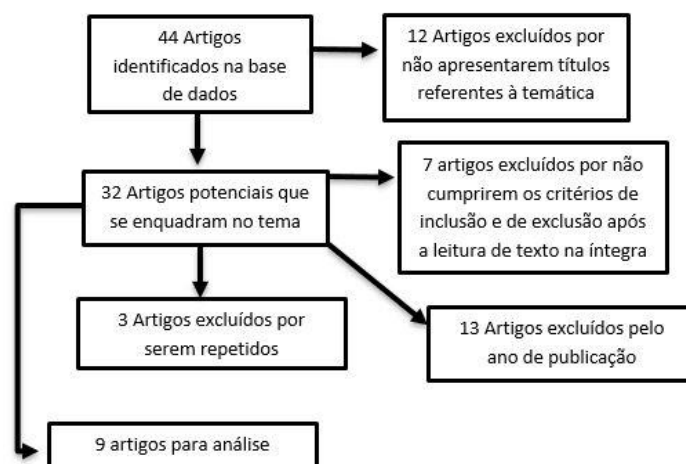 44 Artigos
identificados na base
de dados
12 Artigos excluídos por
não apresentarem títulos
referentes à temática
32 Artigos potenciais que
se enquadram no tema
7 artigos excluídos por não
cumprirem os critérios de
inclusão e de exclusão após
a leitura de texto na íntegra
3 Artigos excluídos por
serem repetidos
13 Artigos excluídos pelo
ano de publicação
9 artigos para análise